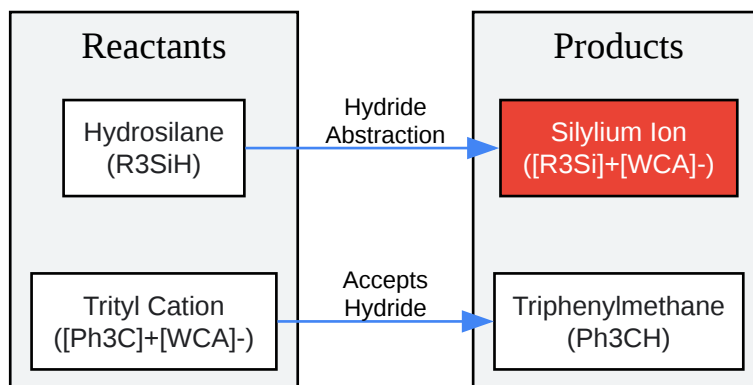 Reactants
Products
Hydrosilane
(R3SiH)
Hydride
Abstraction
Silylium Ion
([R3Si]+[WCA]-)
Trityl Cation
([Ph3C]+[WCA]-)
Accepts
Hydride
Triphenylmethane
(Ph3CH)